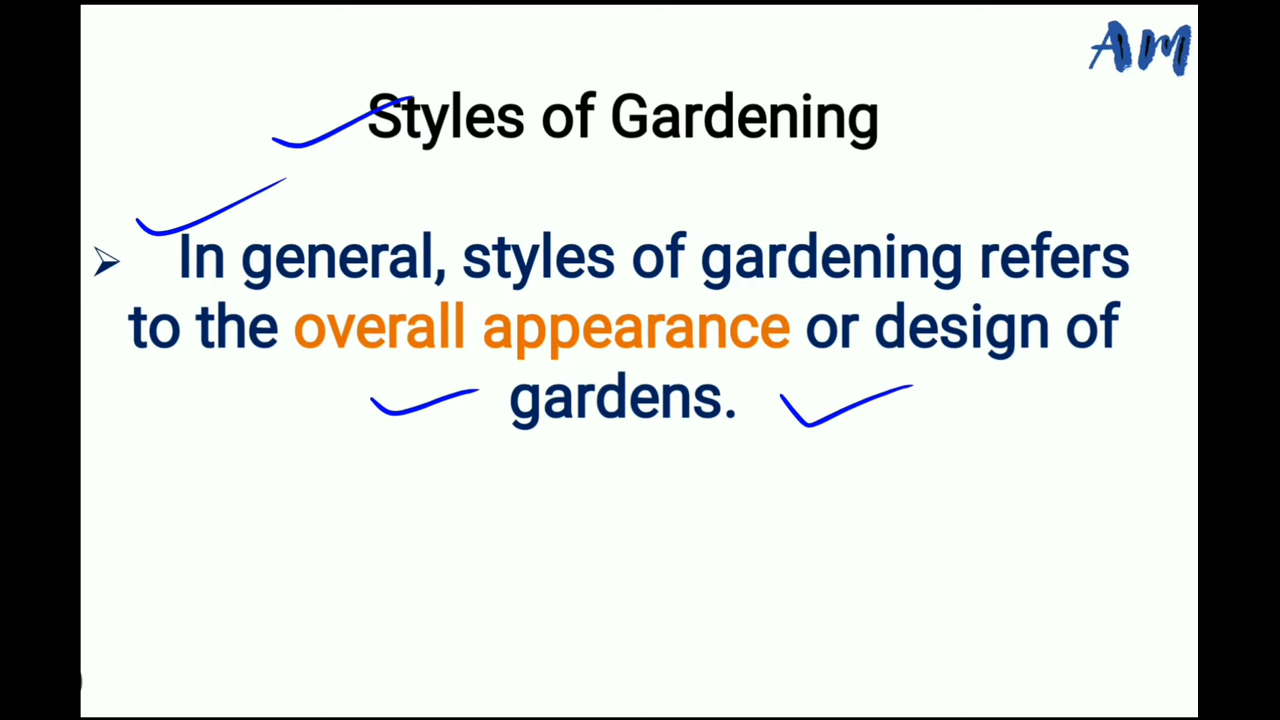 AM
Styles of Gardening
➢ In general, styles of gardening refers
to the overall appearance or design of
gardens.